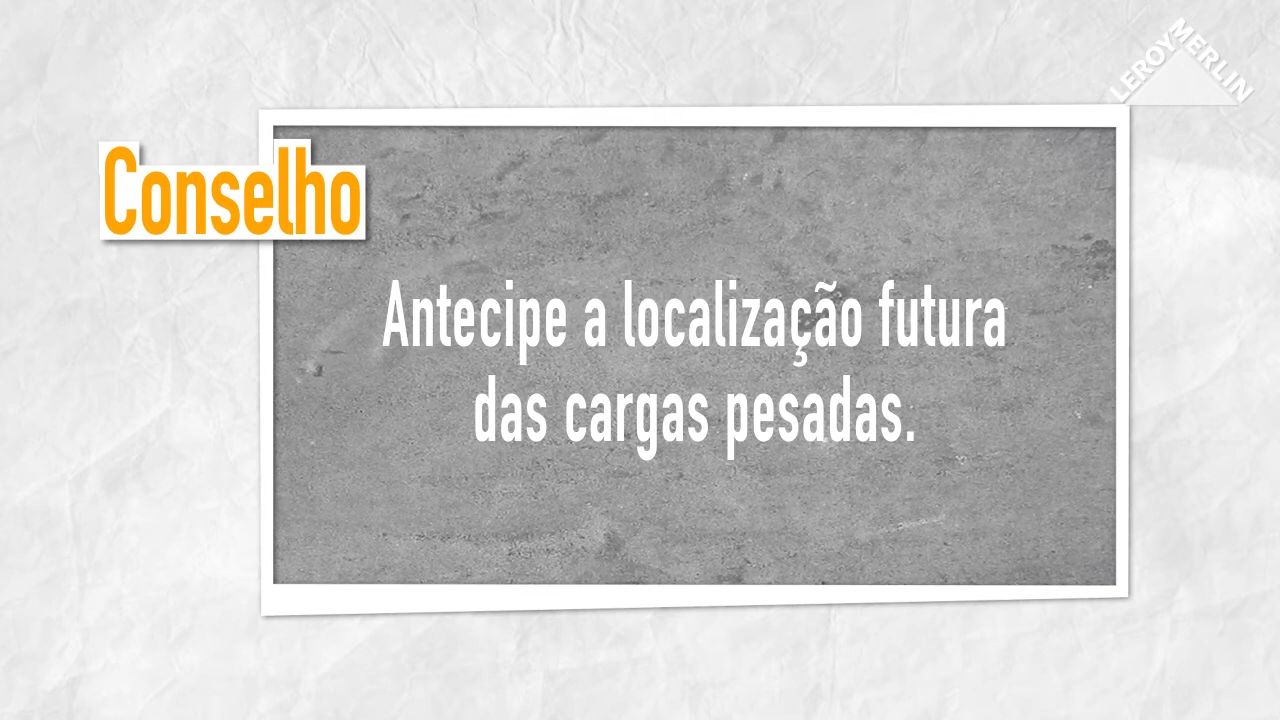 LEROY MERLIN
Conselho
Antecipe a localização futura
das cargas pesadas.